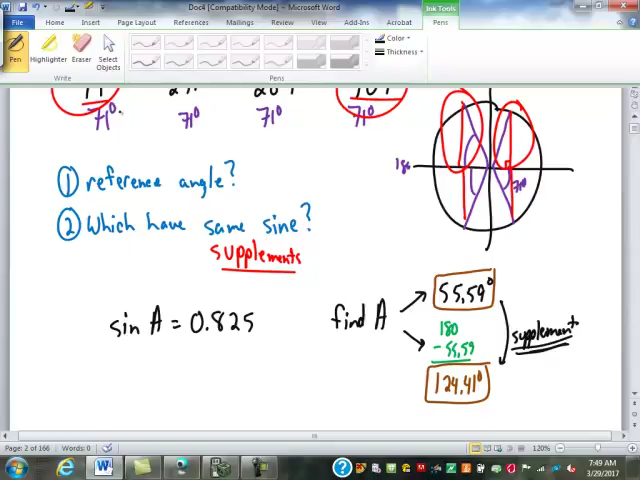 Doc4 [Compatibility Mode] - Microsoft Word
Ink Tools
File Home Insert Page Layout References Mailings Review View Add-Ins Acrobat Pens
Pen Highlighter Eraser Select Objects
Color
Thickness
Write Pens
71° 71° 71° 71°
180
71°
① reference angle?
② Which have same sine?
supplements
sin A = 0.825 find A
55.59°
180
- 55.59
124.41°
supplement
Page: 2 of 166 Words: 0 120%
7:49 AM
3/29/2017